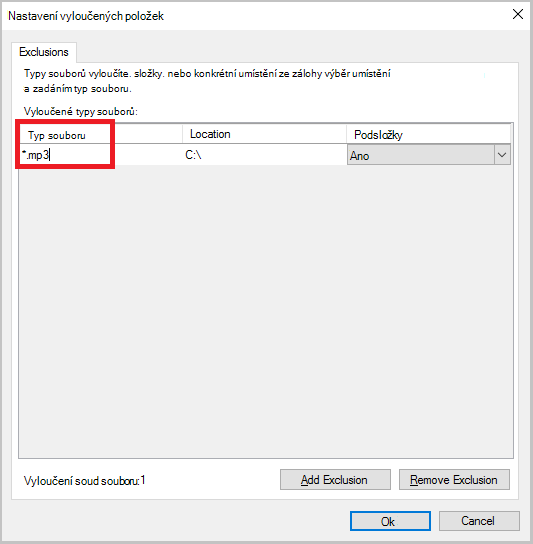 Nastavení vyloučených položek
Exclusions
Typy souborů vyloučíte. složky. nebo konkrétní umístění ze zálohy výběr umístění
a zadáním typ souboru.
Vyloučené typy souborů:
Typ souboru Location Podsložky
*.mp3 C:\ Ano
Vyloučení soud souboru:1 Add Exclusion Remove Exclusion
Ok Cancel